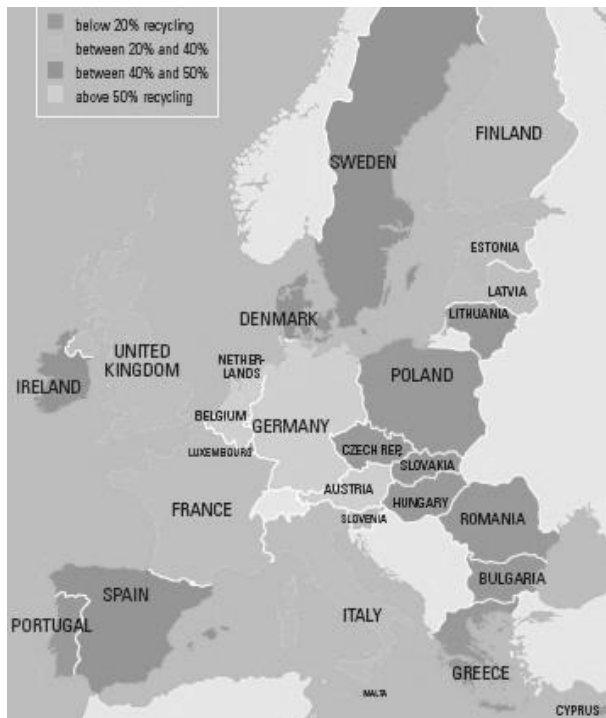 below 20% recycling
between 20% and 40%
between 40% and 50%
above 50% recycling
FINLAND
SWEDEN
ESTONIA
LATVIA
LITHUANIA
DENMARK
UNITED
KINGDOM
NETHER-
LANDS
IRELAND
POLAND
BELGIUM
GERMANY
LUXEMBOURG
CZECH REP.
SLOVAKIA
AUSTRIA
HUNGARY
FRANCE
SLOVENIA
ROMANIA
BULGARIA
SPAIN
PORTUGAL
ITALY
GREECE
MALTA
CYPRUS